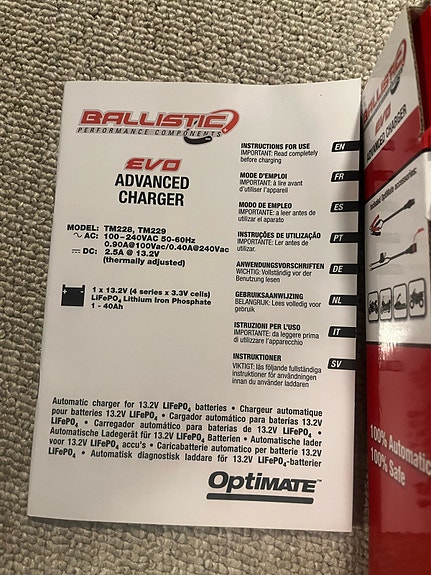 BALLISTIC
PERFORMANCE COMPONENTS
EVO
ADVANCED
CHARGER
MODEL: TM228, TM229
AC: 100–240VAC 50-60Hz
0.90A@100Vac/0.40A@240Vac
DC: 2.5A @ 13.2V
(thermally adjusted)
1 x 13.2V (4 series x 3.3V cells)
LiFePO₄ Lithium Iron Phosphate
1 - 40Ah
INSTRUCTIONS FOR USE EN
IMPORTANT: Read completely
before charging
MODE D'EMPLOI FR
IMPORTANT: à lire avant
d'utiliser l'appareil
MODO DE EMPLEO ES
IMPORTANTE: a leer antes de
utilizar el aparato
INSTRUÇÕES DE UTILIZAÇÃO PT
IMPORTANTE: Ler antes de
utilizar.
ANWENDUNGSVORSCHRIFTEN DE
WICHTIG: Vollständig vor der
Benutzung lesen
GEBRUIKSAANWIJZING NL
BELANGRIJK: Lees volledig voor
gebruik
ISTRUZIONI PER L'USO IT
IMPORTANTE: da leggere prima
di utilizzare l'apparecchio
INSTRUKTIONER SV
VIKTIGT: läs följande fullständiga
instruktioner för användningen
innan du använder laddaren
Automatic charger for 13.2V LiFePO₄ batteries • Chargeur automatique
pour batteries 13.2V LiFePO₄ • Cargador automático para baterías 13.2V
LiFePO₄ • Carregador automático para baterias de 13.2V LiFePO₄ •
automatische Ladegerät für 13.2V LiFePO₄ Batterien • Automatische lader
voor 13.2V LiFePO₄ accu's • Caricabatterie automatico per batterie 13.2V
LiFePO₄ • Automatisk diagnostisk laddare för 13.2V LiFePO₄-batterier
OPTIMATE™
BALLISTIC
PERFORMANCE COMPONENTS
EVO
ADVANCED CHARGER
OptiMate accessories:
100% Automatic
100% Safe